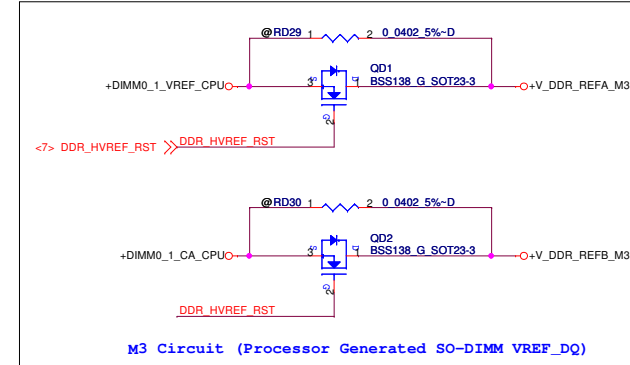 @RD29 1 2 0_0402_5%~D
QD1
BSS138_G_SOT23-3
+DIMM0_1_VREF_CPU 3 S D 1 +V_DDR_REFA_M3
G
2
<7> DDR_HVREF_RST DDR_HVREF_RST
@RD30 1 2 0_0402_5%~D
QD2
BSS138_G_SOT23-3
+DIMM0_1_CA_CPU 3 S D 1 +V_DDR_REFB_M3
G
2
DDR_HVREF_RST
M3 Circuit (Processor Generated SO-DIMM VREF_DQ)